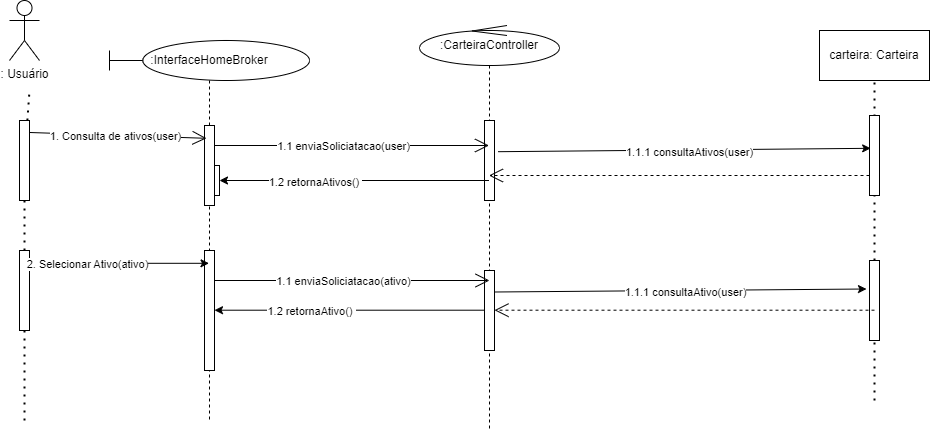 :InterfaceHomeBroker
:CarteiraController
carteira: Carteira
: Usuário
1. Consulta de ativos(user)
1.1 enviaSoliciatacao(user)
1.1.1 consultaAtivos(user)
1.2 retornaAtivos()
2. Selecionar Ativo(ativo)
1.1 enviaSoliciatacao(ativo)
1.1.1 consultaAtivo(user)
1.2 retornaAtivo()